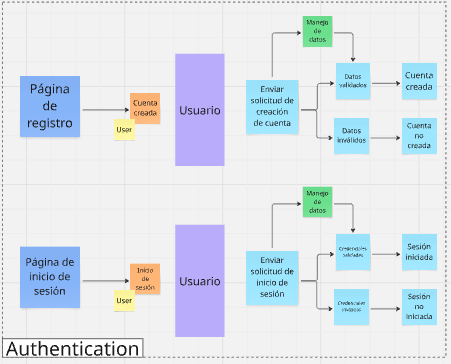 Manejo
de
datos
Página
de
registro
Cuenta
creada
User
Usuario
Enviar
solicitud de
creación
de cuenta
Datos
validados
Cuenta
creada
Datos
inválidos
Cuenta
no
creada
Manejo
de
datos
Página de
inicio de
sesión
Inicio
de
sesión
User
Usuario
Enviar
solicitud de
inicio de
sesión
Credenciales
validadas
Sesión
iniciada
Credenciales
Sesión
no
iniciada
Authentication